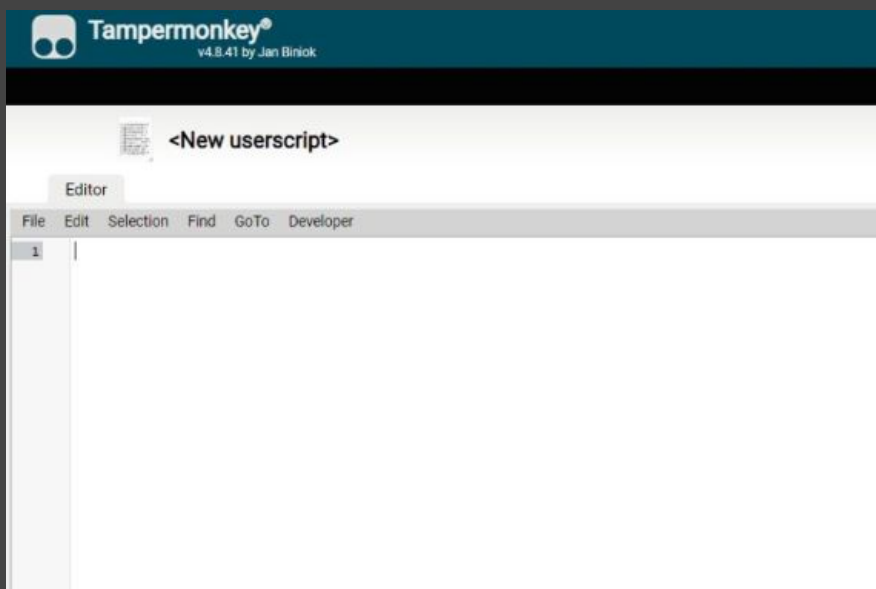 Tampermonkey®
v4.8.41 by Jan Biniok
<New userscript>
Editor
File Edit Selection Find GoTo Developer
1